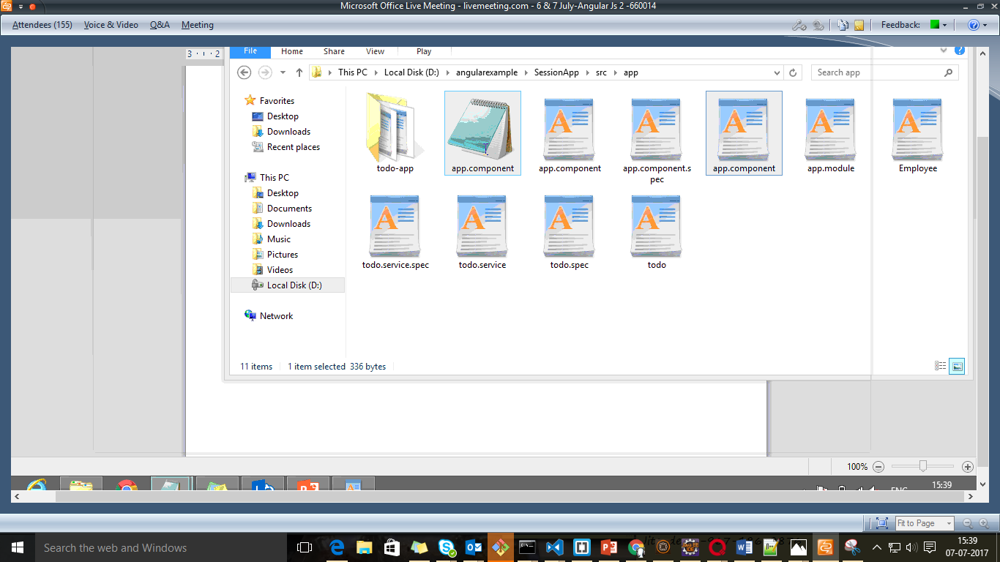 Microsoft Office Live Meeting - livemeeting.com - 6 & 7 July-Angular Js 2 -660014
Attendees (155) Voice & Video Q&A Meeting Feedback:
3 2
File Home Share View Play
This PC Local Disk (D:) angularexample SessionApp src app Search app
Favorites
Desktop
Downloads
Recent places
This PC
Desktop
Documents
Downloads
Music
Pictures
Videos
Local Disk (D:)
Network
todo-app app.component app.component app.component.s app.component app.module Employee
pec
todo.service.spec todo.service todo.spec todo
11 items 1 item selected 336 bytes
100%
ENG 15:39
Fit to Page
Search the web and Windows
15:39
07-07-2017